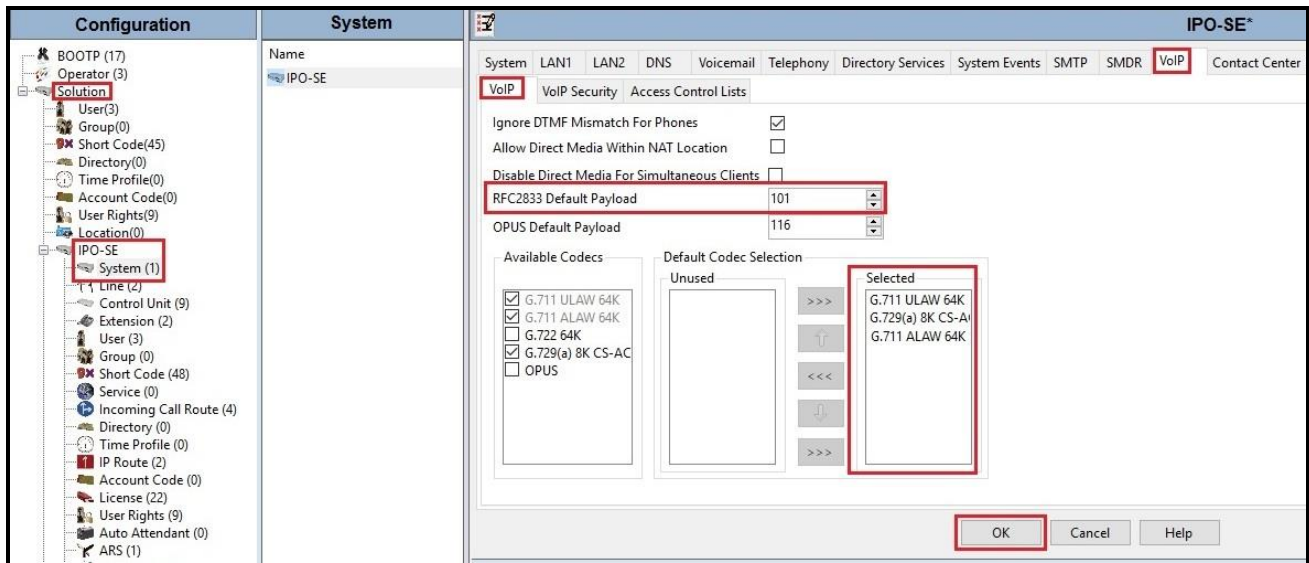 Configuration
BOOTP (17)
Operator (3)
Solution
User(3)
Group(0)
Short Code(45)
Directory(0)
Time Profile(0)
Account Code(0)
User Rights(9)
Location(0)
IPO-SE
System (1)
Line (2)
Control Unit (9)
Extension (2)
User (3)
Group (0)
Short Code (48)
Service (0)
Incoming Call Route (4)
Directory (0)
Time Profile (0)
IP Route (2)
Account Code (0)
License (22)
User Rights (9)
Auto Attendant (0)
ARS (1)
System
Name
IPO-SE
IPO-SE*
System LAN1 LAN2 DNS Voicemail Telephony Directory Services System Events SMTP SMDR VoIP Contact Center
VoIP VoIP Security Access Control Lists
Ignore DTMF Mismatch For Phones
Allow Direct Media Within NAT Location
Disable Direct Media For Simultaneous Clients
RFC2833 Default Payload 101
OPUS Default Payload 116
Available Codecs
G.711 ULAW 64K
G.711 ALAW 64K
G.722 64K
G.729(a) 8K CS-AC
OPUS
Default Codec Selection
Unused
>>>
<<<
>>>
Selected
G.711 ULAW 64K
G.729(a) 8K CS-A
G.711 ALAW 64K
OK Cancel Help